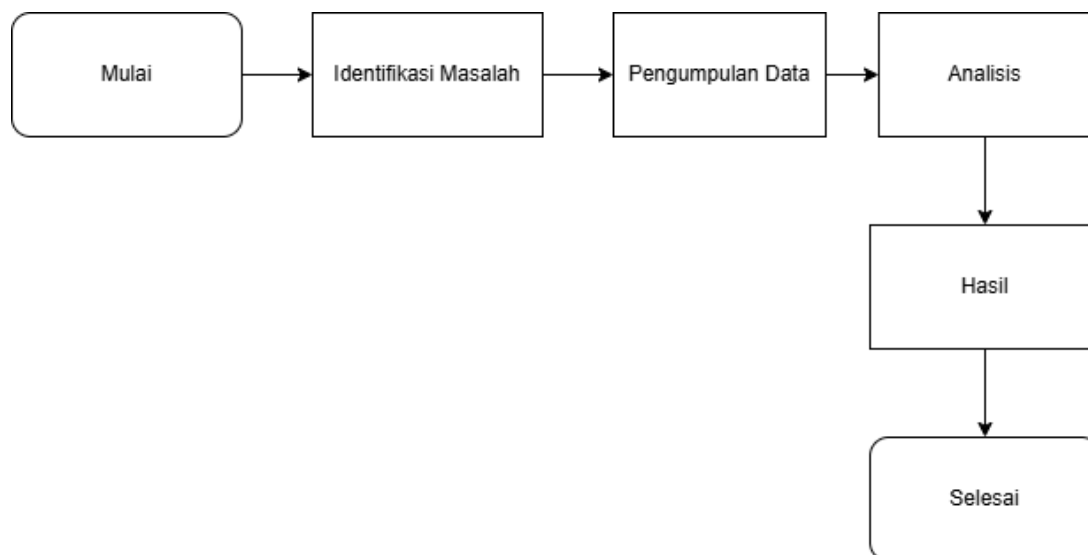 Mulai
Identifikasi Masalah
Pengumpulan Data
Analisis
Hasil
Selesai